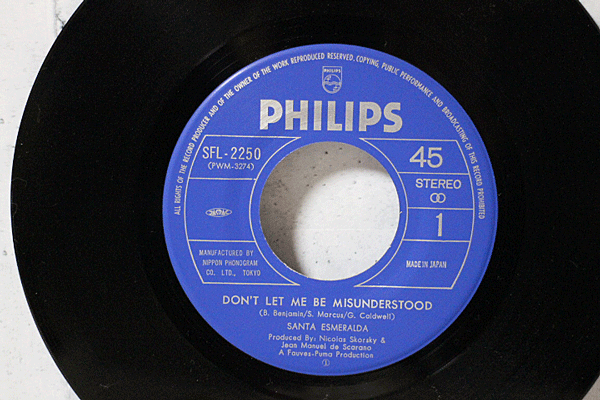 ALL RIGHTS OF THE RECORD PRODUCER AND OF THE OWNER OF THE WORK REPRODUCED RESERVED. COPYING, PUBLIC PERFORMANCE AND BROADCASTING OF THIS RECORD PROHIBITED
PHILIPS
PHILIPS
SFL-2250
(PWM-3274)
45
STEREO
1
MANUFACTURED BY
NIPPON PHONOGRAM
CO. LTD., TOKYO
MADE IN JAPAN
DON'T LET ME BE MISUNDERSTOOD
(B. Benjamin/S. Marcus/G. Caldwell)
SANTA ESMERALDA
Produced By: Nicolas Skorsky &
Jean Manuel de Scarano
A Fauves-Puma Production